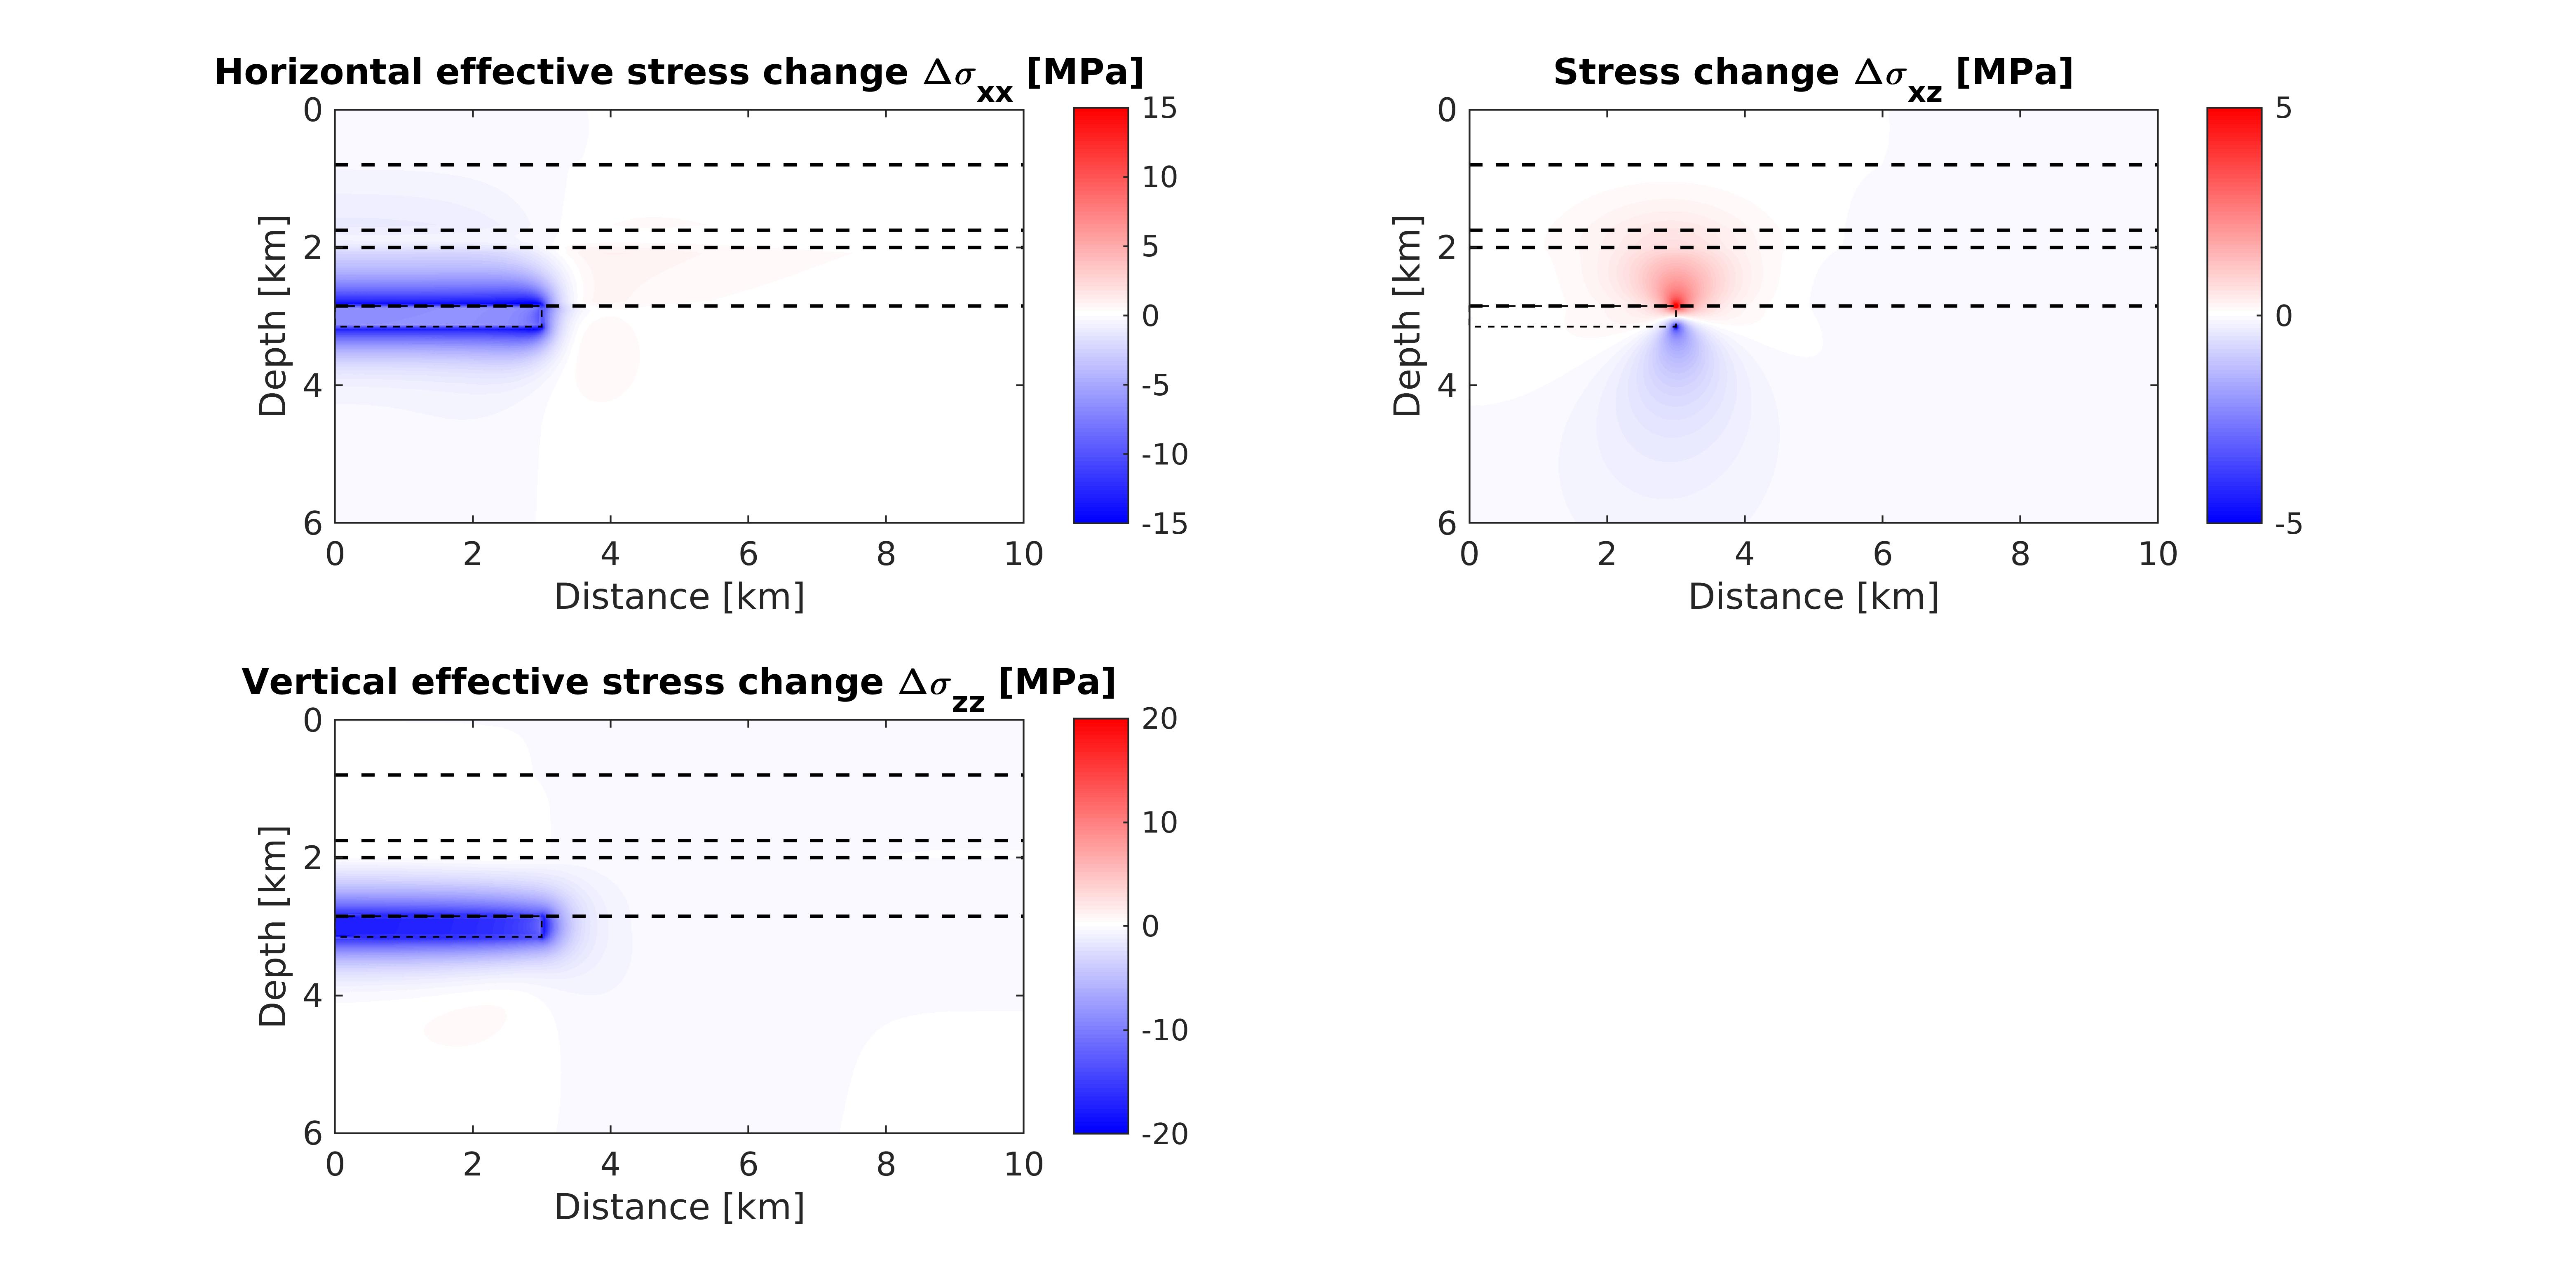 Horizontal effective stress change Δσxx [MPa]
0
2
4
6
Depth [km]
0 2 4 6 8 10
Distance [km]
15
10
5
0
-5
-10
-15
Stress change Δσxz [MPa]
0
2
4
6
Depth [km]
0 2 4 6 8 10
Distance [km]
5
0
-5
Vertical effective stress change Δσzz [MPa]
0
2
4
6
Depth [km]
0 2 4 6 8 10
Distance [km]
20
10
0
-10
-20